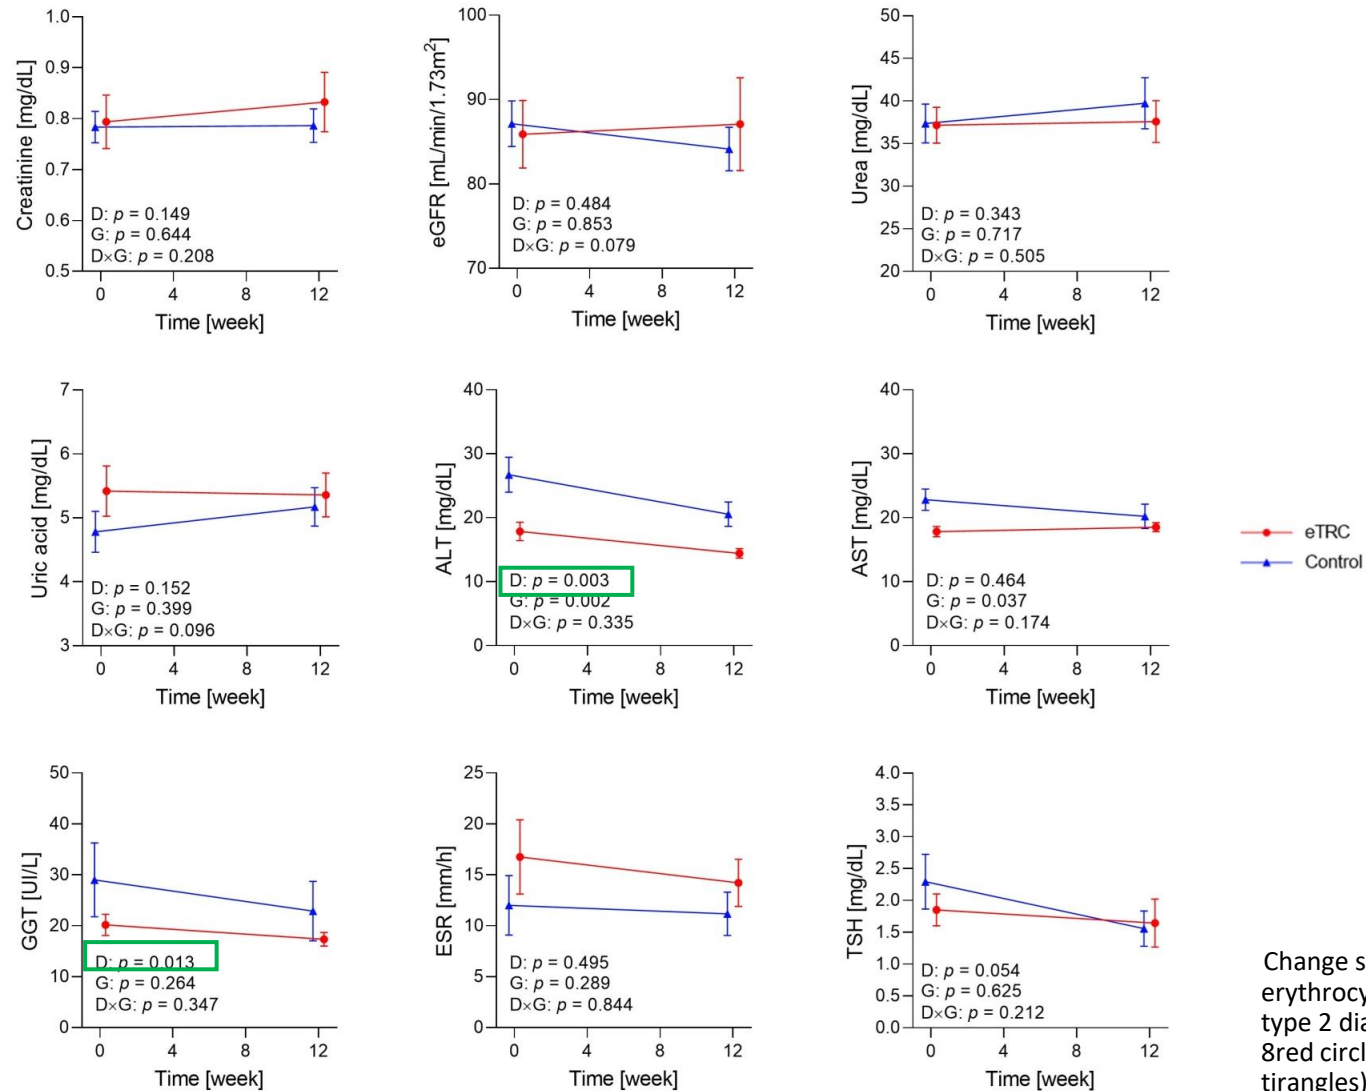 Creatinine [mg/dL]
1.0
0.9
0.8
0.7
0.6
0.5
D: p = 0.149
G: p = 0.644
D×G: p = 0.208
0 4 8 12
Time [week]
eGFR [mL/min/1.73m²]
100
90
80
70
D: p = 0.484
G: p = 0.853
D×G: p = 0.079
0 4 8 12
Time [week]
Urea [mg/dL]
50
45
40
35
30
25
20
D: p = 0.343
G: p = 0.717
D×G: p = 0.505
0 4 8 12
Time [week]
Uric acid [mg/dL]
7
6
5
4
3
D: p = 0.152
G: p = 0.399
D×G: p = 0.096
0 4 8 12
Time [week]
ALT [mg/dL]
40
30
20
10
0
D: p = 0.003
G: p = 0.002
D×G: p = 0.335
0 4 8 12
Time [week]
AST [mg/dL]
40
30
20
10
0
D: p = 0.464
G: p = 0.037
D×G: p = 0.174
0 4 8 12
Time [week]
eTRC
Control
GGT [UI/L]
50
40
30
20
10
0
D: p = 0.013
G: p = 0.264
D×G: p = 0.347
0 4 8 12
Time [week]
ESR [mm/h]
25
20
15
10
5
0
D: p = 0.495
G: p = 0.289
D×G: p = 0.844
0 4 8 12
Time [week]
TSH [mg/dL]
4.0
3.5
3.0
2.5
2.0
1.5
1.0
0.5
0.0
D: p = 0.054
G: p = 0.625
D×G: p = 0.212
0 4 8 12
Time [week]
Change s
erythrocy
type 2 dia
8red circl
tirangles)